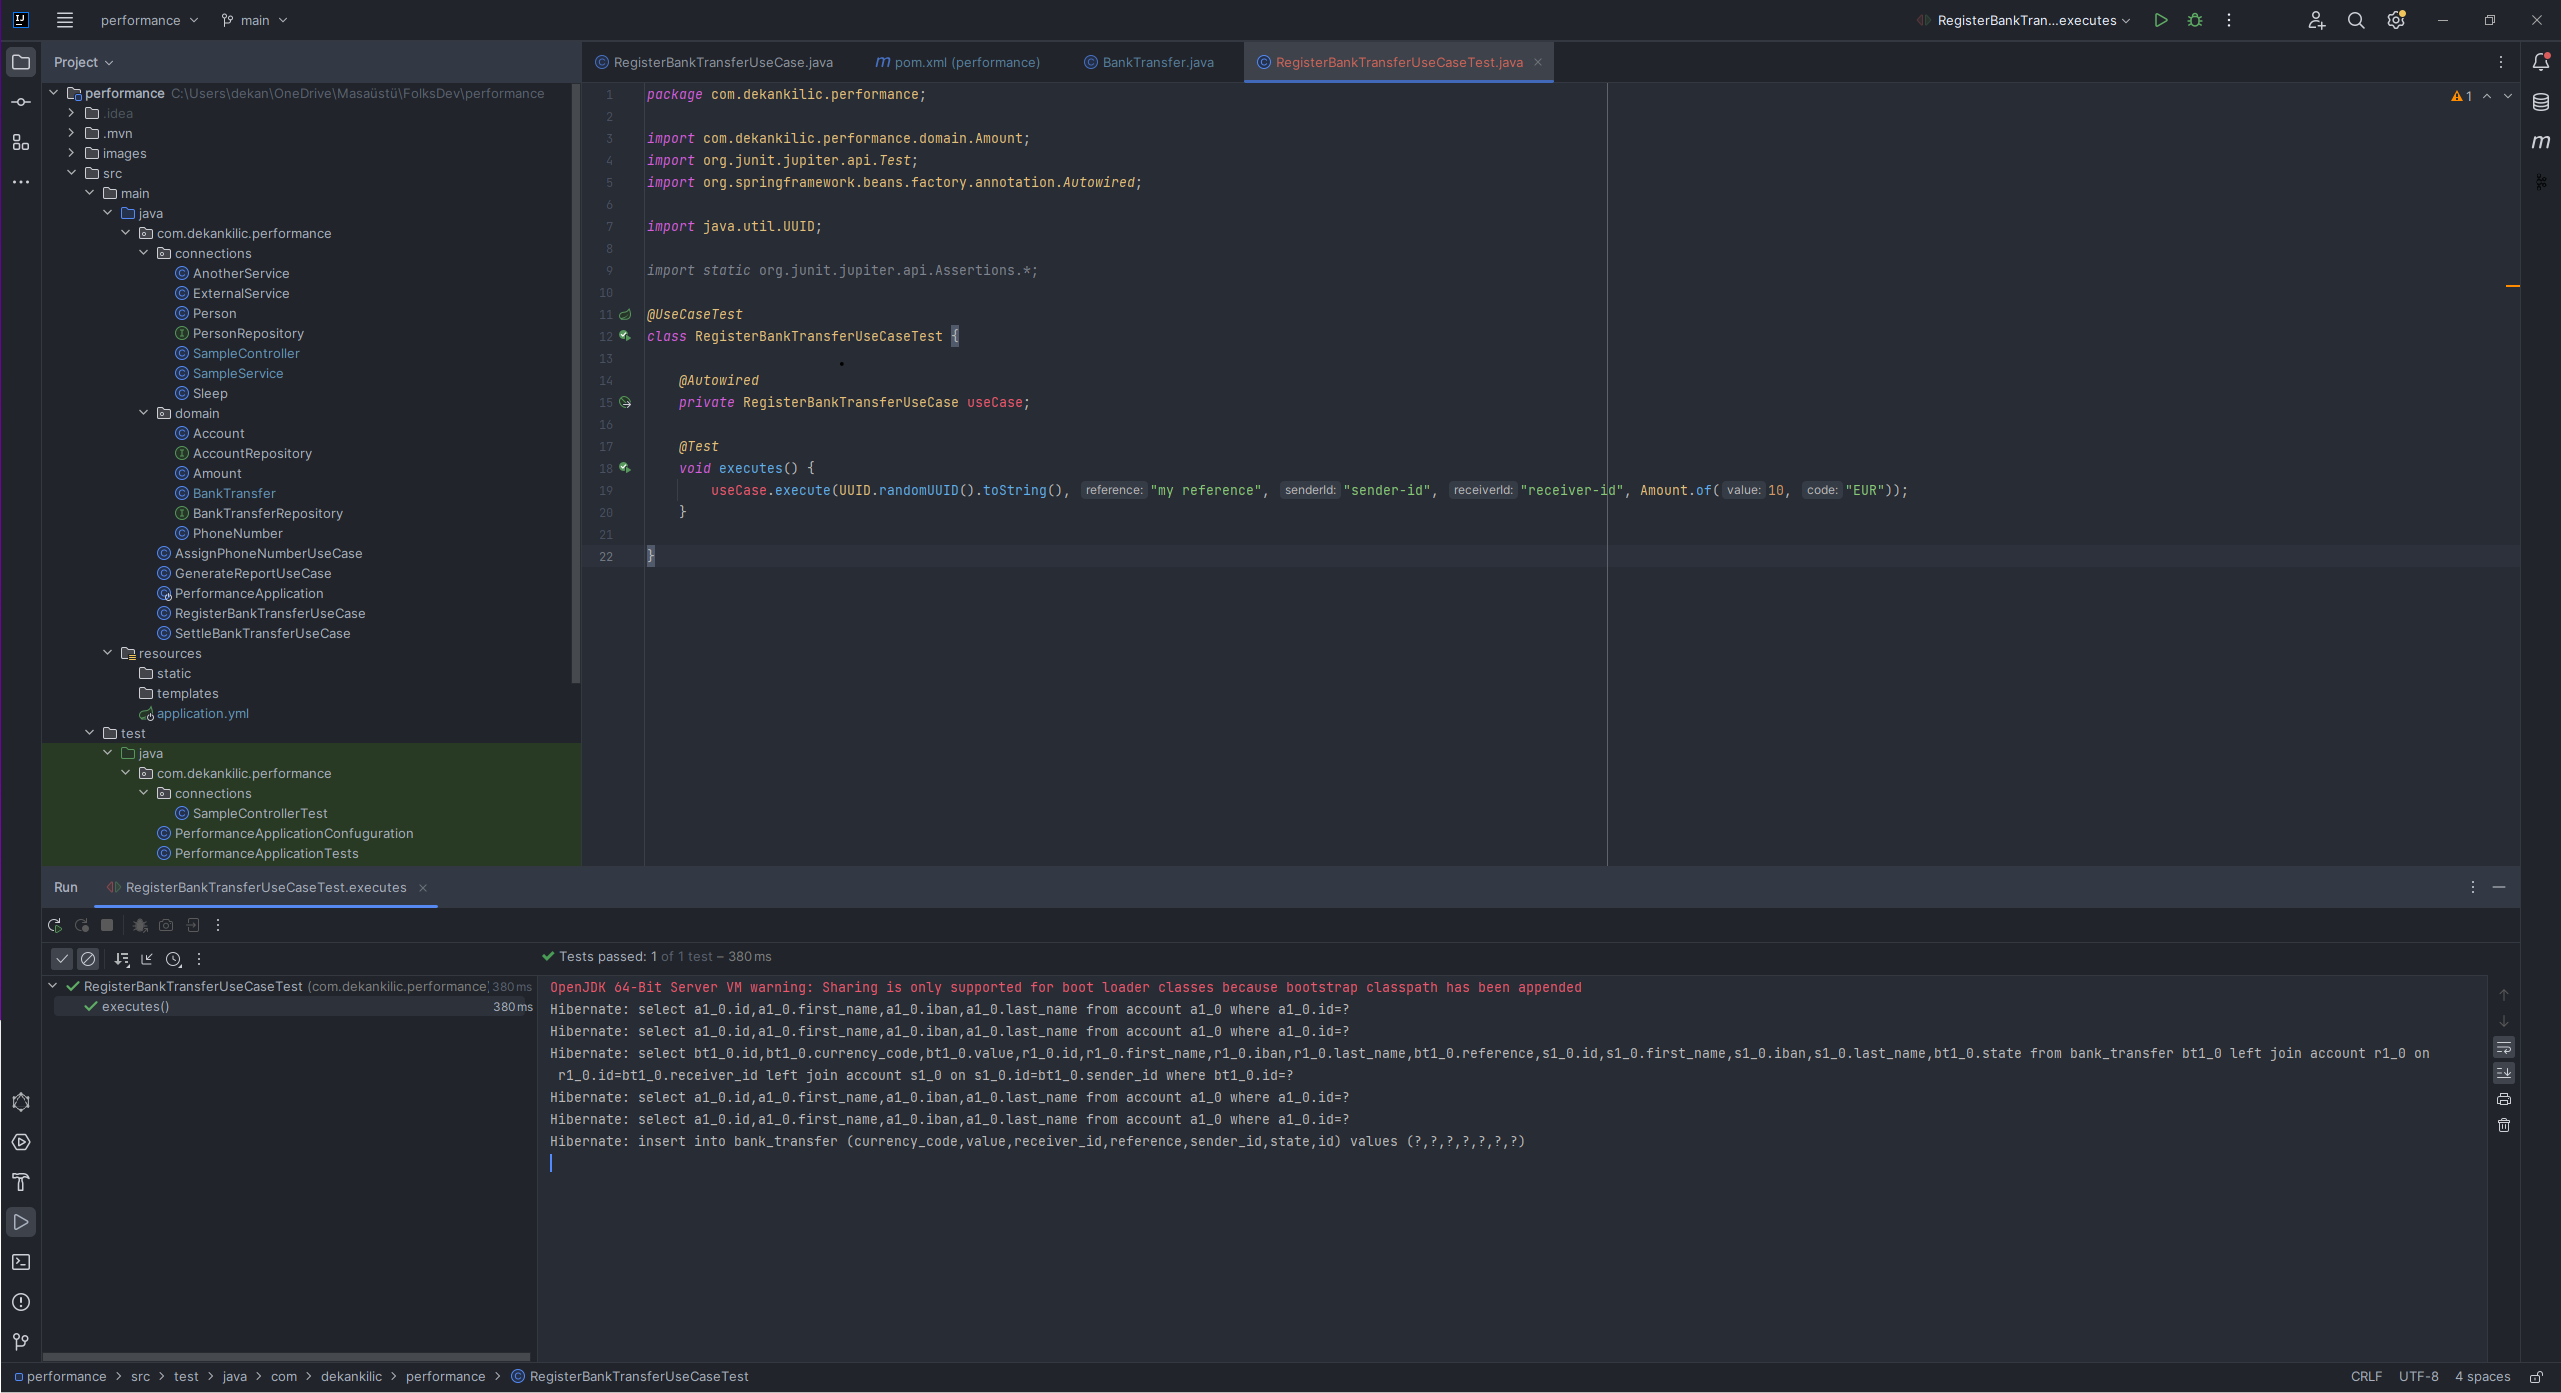 performance
main
RegisterBankTran...executes
Project
RegisterBankTransferUseCase.java
pom.xml (performance)
BankTransfer.java
RegisterBankTransferUseCaseTest.java
performance C:\Users\dekan\OneDrive\Masaüstü\FolksDev\performance
.idea
.mvn
images
src
main
java
com.dekankilic.performance
connections
AnotherService
ExternalService
Person
PersonRepository
SampleController
SampleService
Sleep
domain
Account
AccountRepository
Amount
BankTransfer
BankTransferRepository
PhoneNumber
AssignPhoneNumberUseCase
GenerateReportUseCase
PerformanceApplication
RegisterBankTransferUseCase
SettleBankTransferUseCase
resources
static
templates
application.yml
test
java
com.dekankilic.performance
connections
SampleControllerTest
PerformanceApplicationConfuguration
PerformanceApplicationTests
1 package com.dekankilic.performance;
2
3 import com.dekankilic.performance.domain.Amount;
4 import org.junit.jupiter.api.Test;
5 import org.springframework.beans.factory.annotation.Autowired;
6
7 import java.util.UUID;
8
9 import static org.junit.jupiter.api.Assertions.*;
10
11 @UseCaseTest
12 class RegisterBankTransferUseCaseTest {
13
14 @Autowired
15 private RegisterBankTransferUseCase useCase;
16
17 @Test
18 void executes() {
19 useCase.execute(UUID.randomUUID().toString(), reference: "my reference", senderId: "sender-id", receiverId: "receiver-id", Amount.of( value: 10, code: "EUR"));
20 }
21
22 }
1
Run
RegisterBankTransferUseCaseTest.executes
Tests passed: 1 of 1 test – 380 ms
RegisterBankTransferUseCaseTest (com.dekankilic.performance) 380 ms
executes() 380 ms
OpenJDK 64-Bit Server VM warning: Sharing is only supported for boot loader classes because bootstrap classpath has been appended
Hibernate: select a1_0.id,a1_0.first_name,a1_0.iban,a1_0.last_name from account a1_0 where a1_0.id=?
Hibernate: select a1_0.id,a1_0.first_name,a1_0.iban,a1_0.last_name from account a1_0 where a1_0.id=?
Hibernate: select bt1_0.id,bt1_0.currency_code,bt1_0.value,r1_0.id,r1_0.first_name,r1_0.iban,r1_0.last_name,bt1_0.reference,s1_0.id,s1_0.first_name,s1_0.iban,s1_0.last_name,bt1_0.state from bank_transfer bt1_0 left join account r1_0 on
r1_0.id=bt1_0.receiver_id left join account s1_0 on s1_0.id=bt1_0.sender_id where bt1_0.id=?
Hibernate: select a1_0.id,a1_0.first_name,a1_0.iban,a1_0.last_name from account a1_0 where a1_0.id=?
Hibernate: select a1_0.id,a1_0.first_name,a1_0.iban,a1_0.last_name from account a1_0 where a1_0.id=?
Hibernate: insert into bank_transfer (currency_code,value,receiver_id,reference,sender_id,state,id) values (?,?,?,?,?,?,?)
performance > src > test > java > com > dekankilic > performance > RegisterBankTransferUseCaseTest
CRLF UTF-8 4 spaces